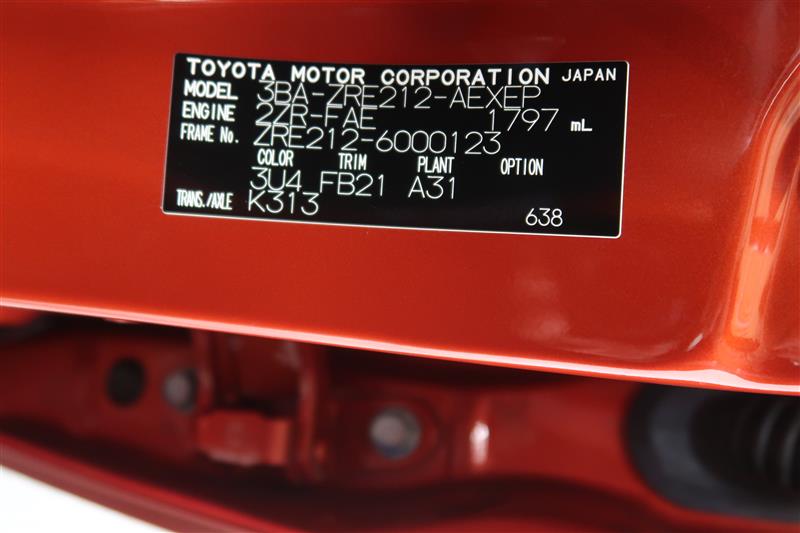 TOYOTA MOTOR CORPORATION JAPAN
MODEL 3BA-ZRE212-AEXEP
ENGINE 2ZR-FAE 1797 mL
FRAME No. ZRE212-6000123
COLOR TRIM PLANT OPTION
3U4 FB21 A31
TRANS./AXLE K313
638